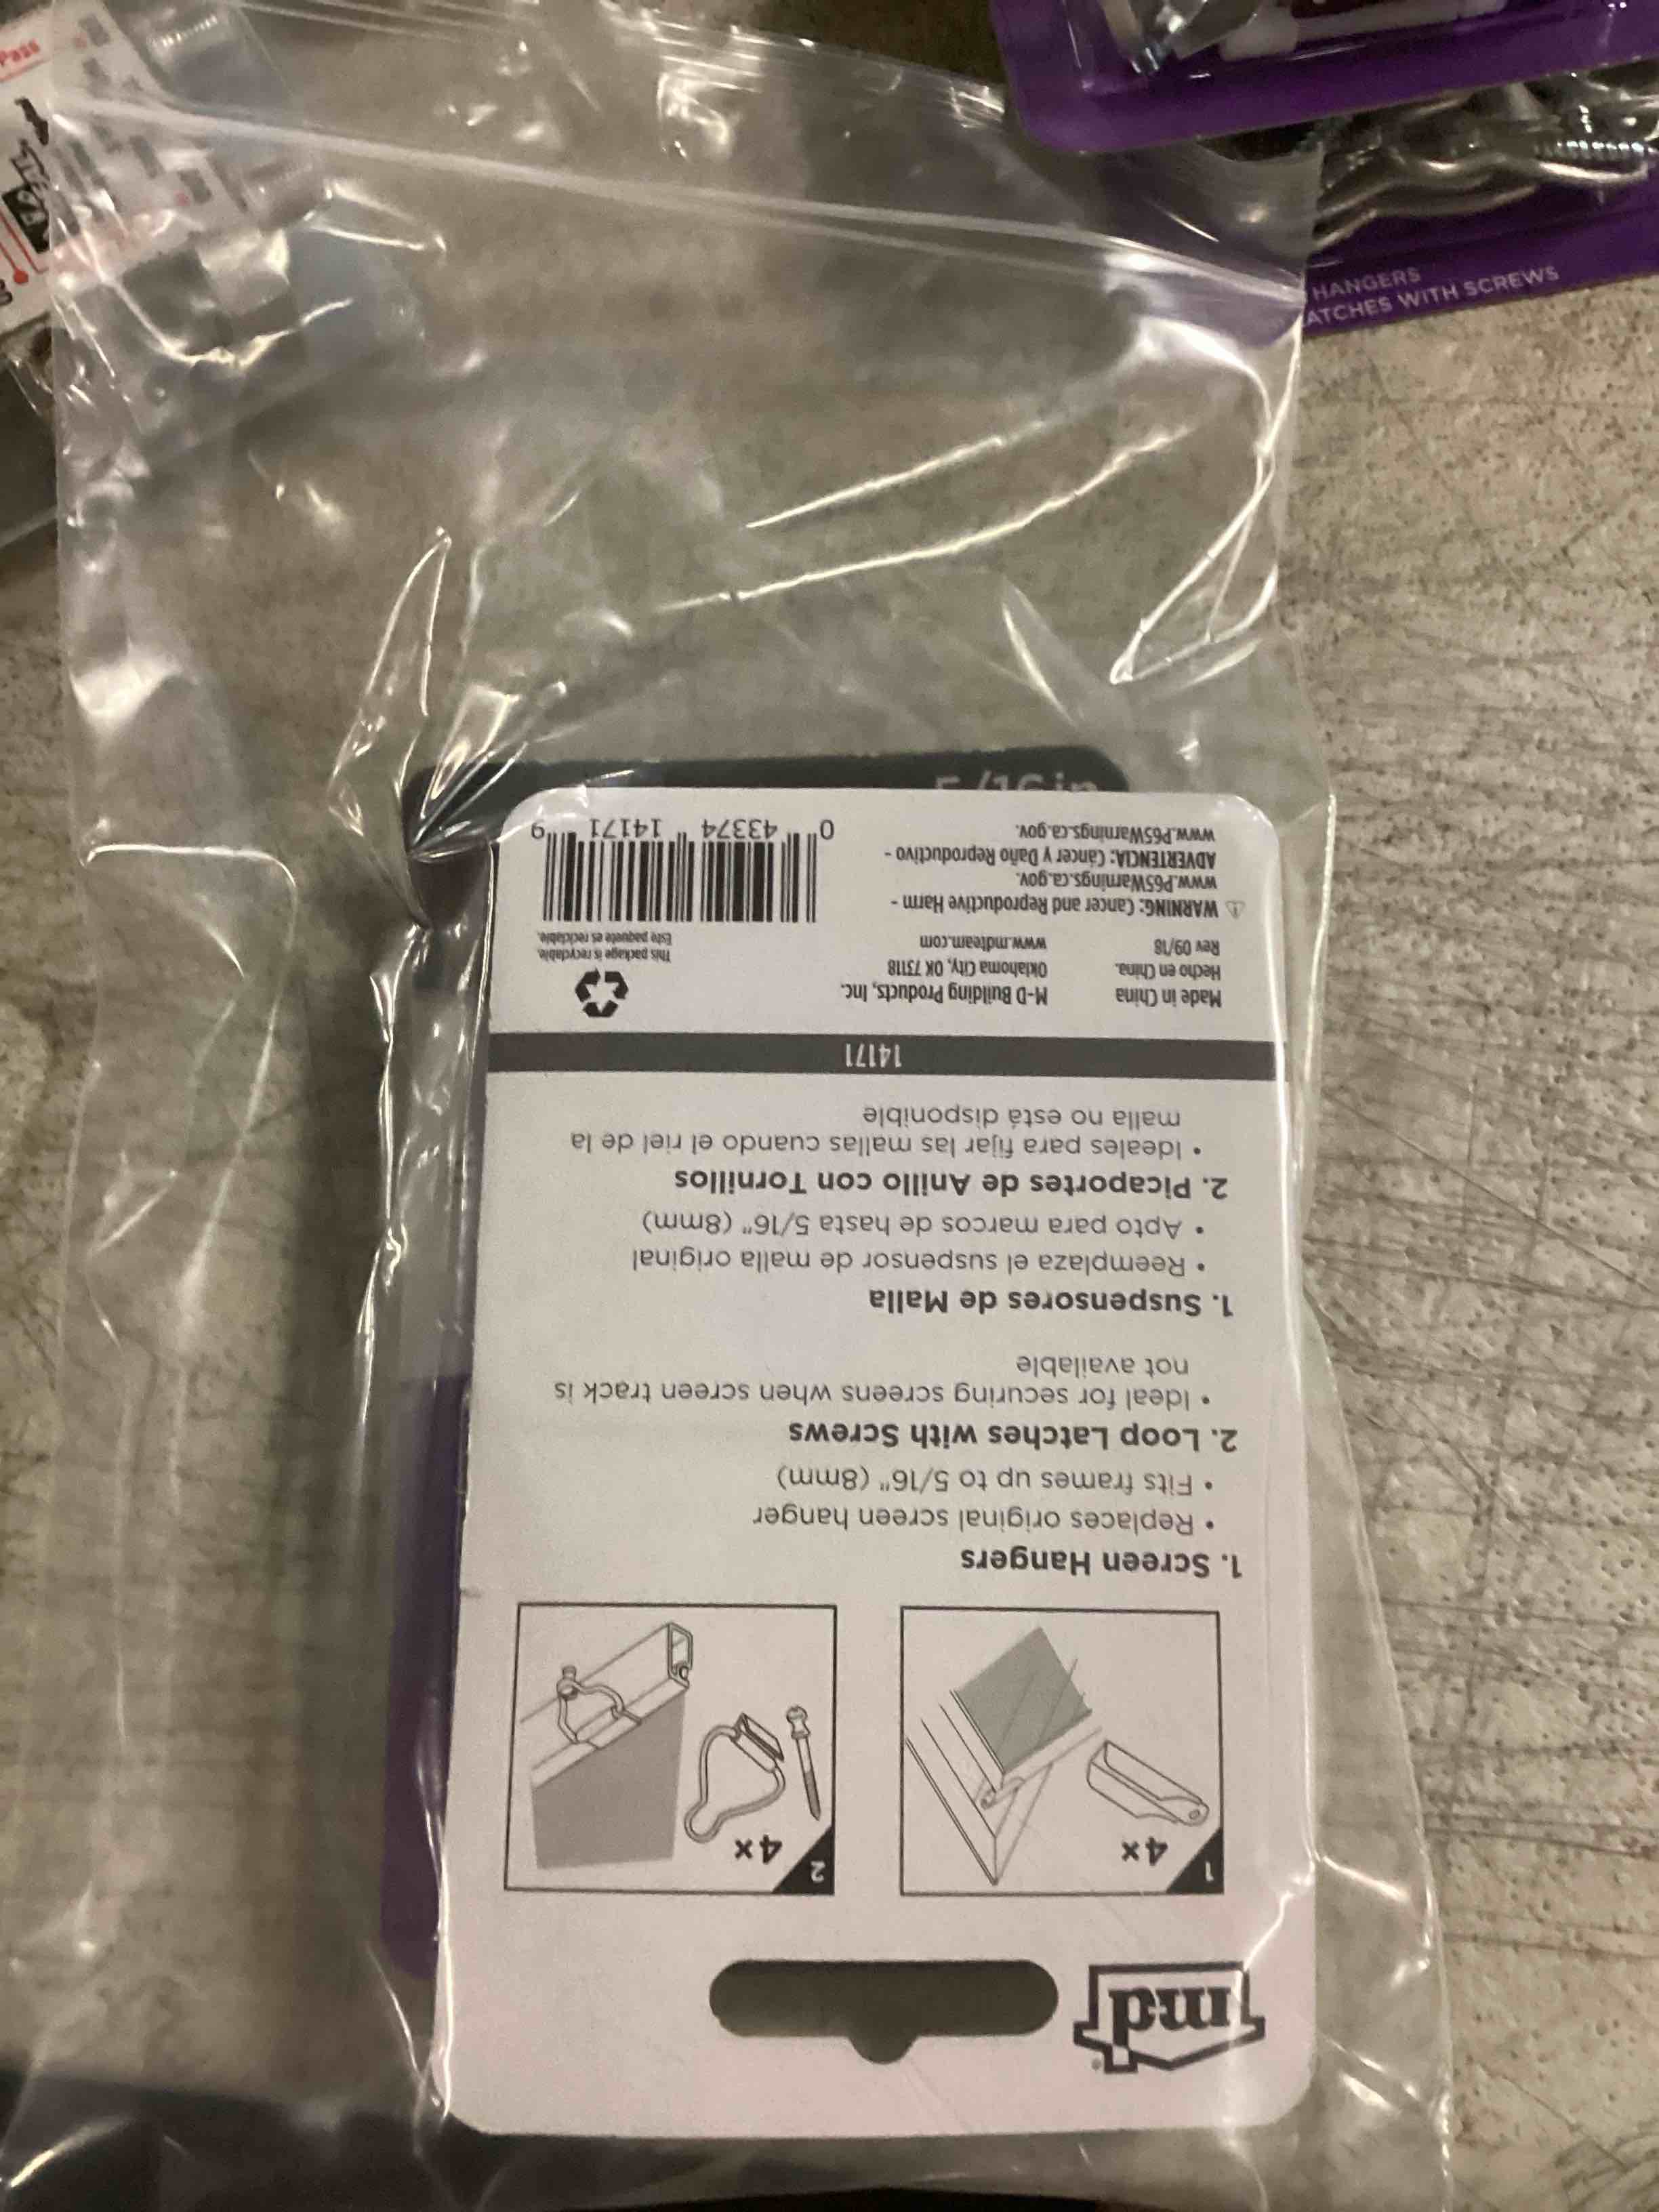 md
1
4x
2
4x
1. Screen Hangers
• Replaces original screen hanger
• Fits frames up to 5/16" (8mm)
2. Loop Latches with Screws
• Ideal for securing screens when screen track is
not available
1. Suspensores de Malla
• Reemplaza el suspensor de malla original
• Apto para marcos de hasta 5/16" (8mm)
2. Picaportes de Anillo con Tornillos
• Ideales para fijar las mallas cuando el riel de la
malla no está disponible
14171
Made in China
Hecho en China.
Rev 09/18
M-D Building Products, Inc.
Oklahoma City, OK 73118
www.mdteam.com
This package is recyclable.
Este paquete es reciclable.
⚠ WARNING: Cancer and Reproductive Harm -
www.P65Warnings.ca.gov.
ADVERTENCIA: Cáncer y Daño Reproductivo -
www.P65Warnings.ca.gov.
0 43374 14171 9
5/16 in
HANGERS
ATCHES WITH SCREWS
Pass